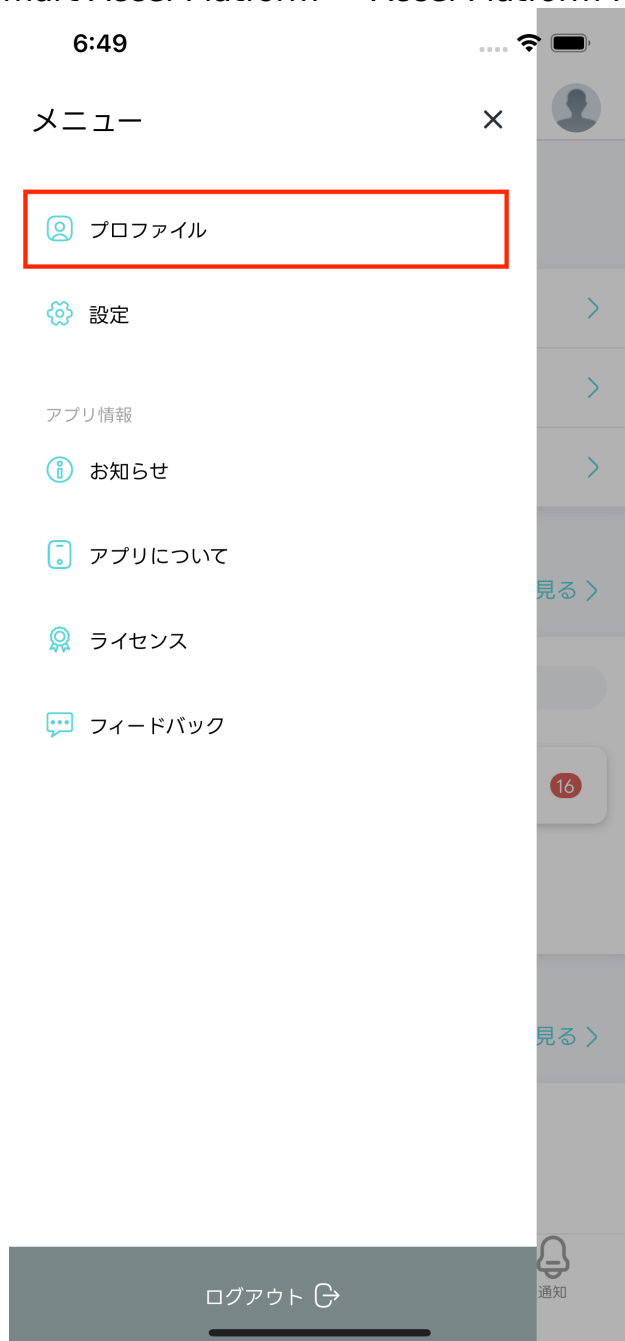 6:49
メニュー
プロファイル
設定
アプリ情報
お知らせ
アプリについて
ライセンス
フィードバック
見る
16
見る
通知
ログアウト